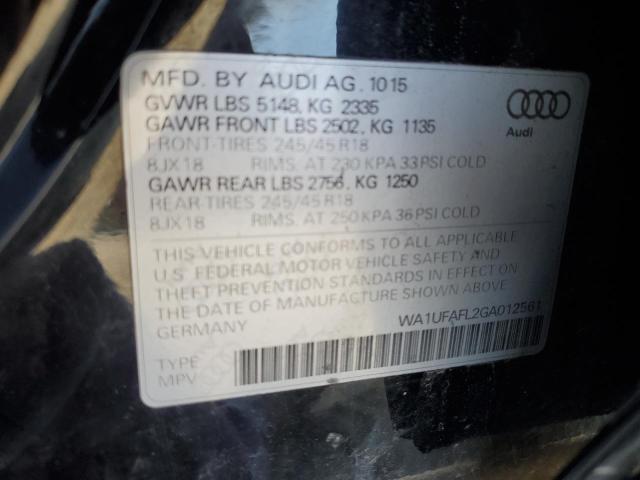 MFD. BY AUDI AG. 10 15
GVWR LBS 5148, KG 2335
GAWR FRONT LBS 2502, KG 1135
FRONT-TIRES 245/45 R18
8JX18 RIMS. AT 230 KPA 33 PSI COLD
GAWR REAR LBS 2756, KG 1250
REAR-TIRES 245/45 R18
8JX18 RIMS. AT 250 KPA 36 PSI COLD
Audi
THIS VEHICLE CONFORMS TO ALL APPLICABLE
U.S. FEDERAL MOTOR VEHICLE SAFETY AND
THEFT PREVENTION STANDARDS IN EFFECT ON
THE DATE OF MANUFACTURE SHOWN ABOVE
GERMANY
WA1UFAFL2GA012561
TYPE
MPV